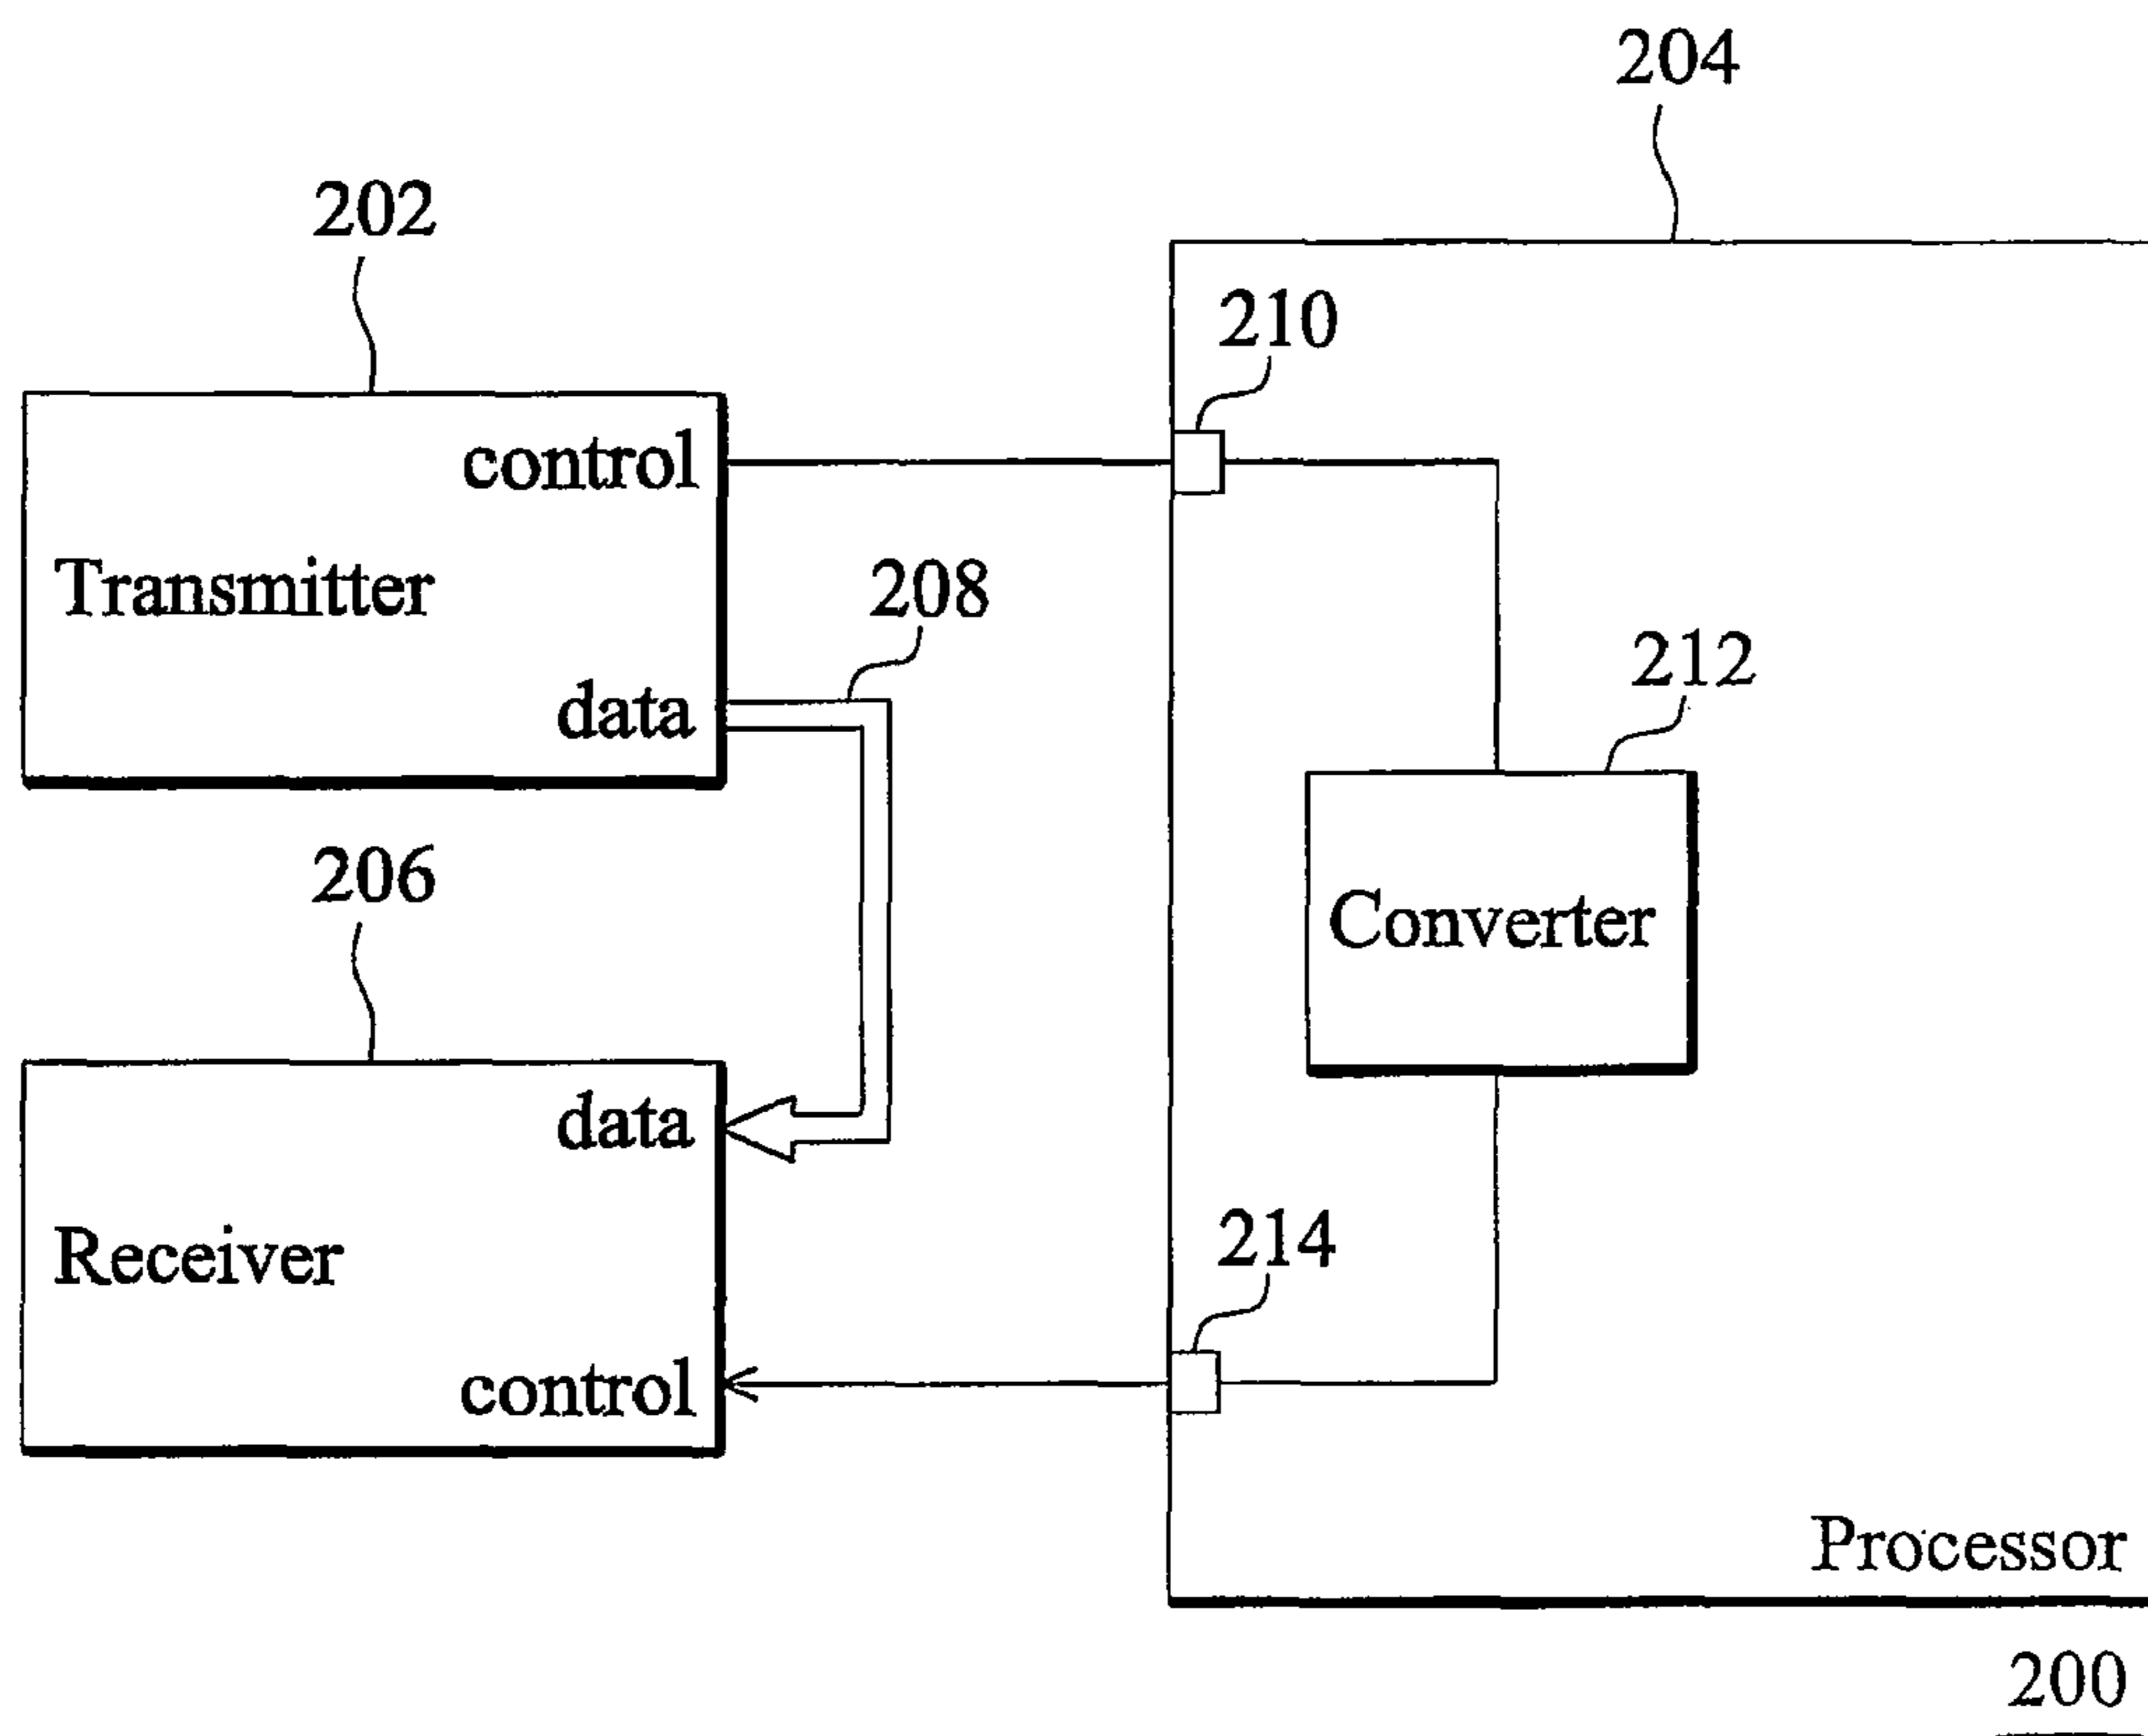 204
202
210
control
Transmitter
208
data
212
206
Converter
data
214
Receiver
control
Processor
200